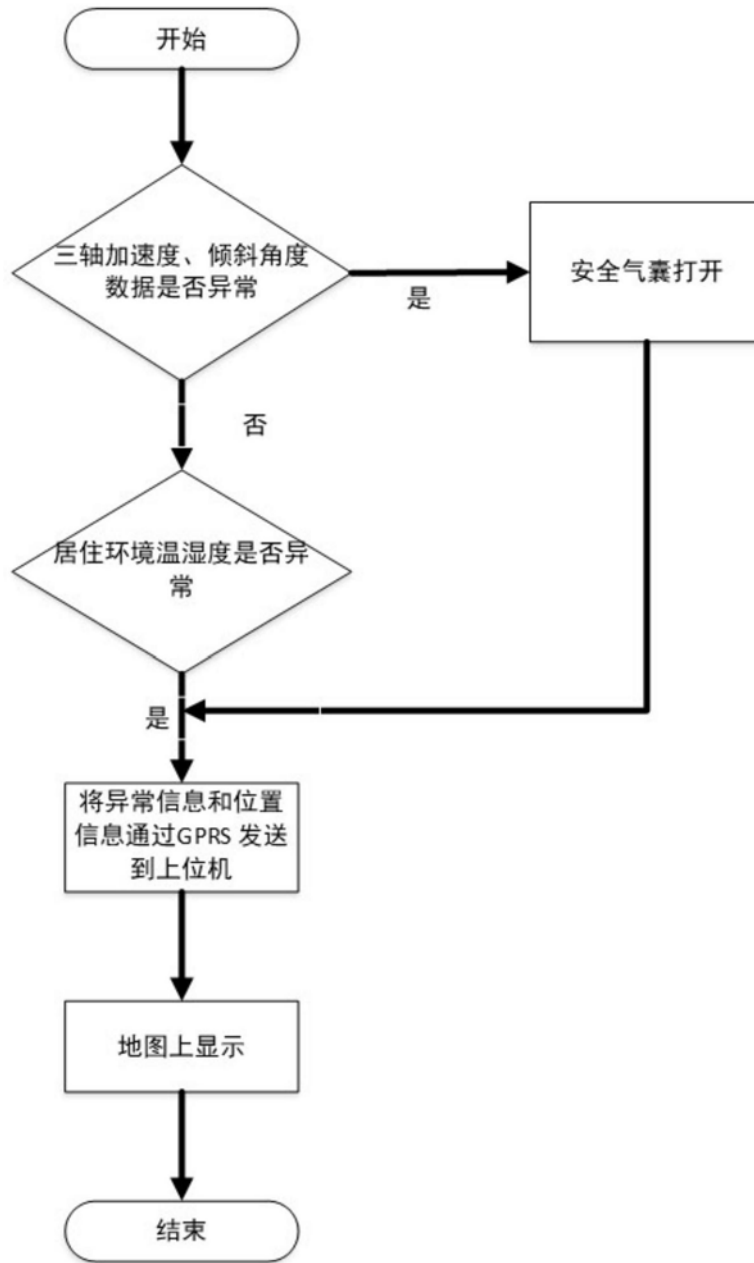 开始
三轴加速度、倾斜角度
数据是否异常
是
安全气囊打开
否
居住环境温湿度是否异
常
是
将异常信息和位置
信息通过GPRS 发送
到上位机
地图上显示
结束